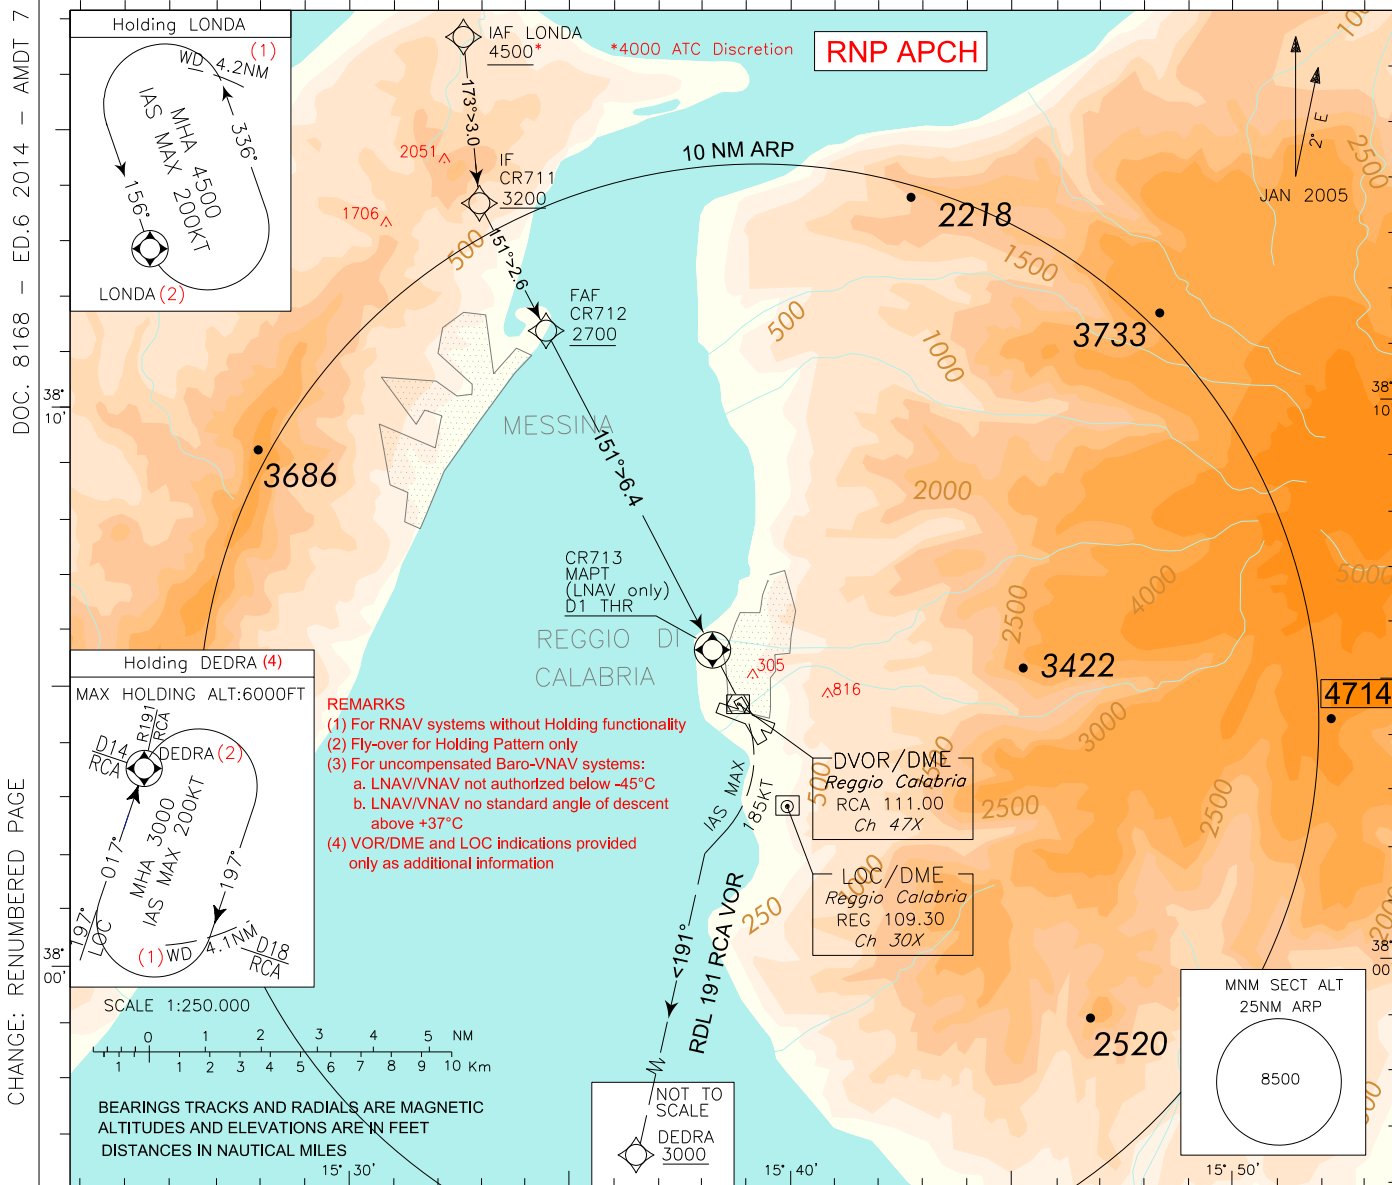 DOC. 8168 – ED.6 2014 – AMDT 7
CHANGE: RENUMBERED PAGE
Holding LONDA
(1)
WD 4.2NM
MHA 4500
IAS MAX 200KT
336°
156°
LONDA (2)
IAF LONDA
4500*
*4000 ATC Discretion
RNP APCH
2° E
JAN 2005
173°>3.0
2051
IF
CR711
3200
1706
500
151°>2.6
10 NM ARP
2218
1500
2500
1000
FAF
CR712
2700
500
1000
3733
38°
10'
38°
10'
MESSINA
151°>6.4
3686
2000
2500
4000
5000
CR713
MAPT
(LNAV only)
D1 THR
REGGIO DI
CALABRIA
305
816
3422
4714
3000
Holding DEDRA (4)
MAX HOLDING ALT:6000FT
R191
RCA
D14
RCA
DEDRA (2)
MHA 3000
IAS MAX 200KT
017°
197°
197°
LOC
(1) WD 4.1NM
D18
RCA
REMARKS
(1) For RNAV systems without Holding functionality
(2) Fly-over for Holding Pattern only
(3) For uncompensated Baro-VNAV systems:
a. LNAV/VNAV not authorized below -45°C
b. LNAV/VNAV no standard angle of descent
above +37°C
(4) VOR/DME and LOC indications provided
only as additional information
IAS MAX
185KT
DVOR/DME
Reggio Calabria
RCA 111.00
Ch 47X
500
500
2500
2500
LOC/DME
Reggio Calabria
REG 109.30
Ch 30X
1000
250
2000
<191°
RDL 191 RCA VOR
38°
00'
38°
00'
SCALE 1:250.000
0 1 2 3 4 5 NM
1 1 2 3 4 5 6 7 8 9 10 Km
BEARINGS TRACKS AND RADIALS ARE MAGNETIC
ALTITUDES AND ELEVATIONS ARE IN FEET
DISTANCES IN NAUTICAL MILES
NOT TO
SCALE
DEDRA
3000
2520
MNM SECT ALT
25NM ARP
8500
15° 30'
15° 40'
15° 50'